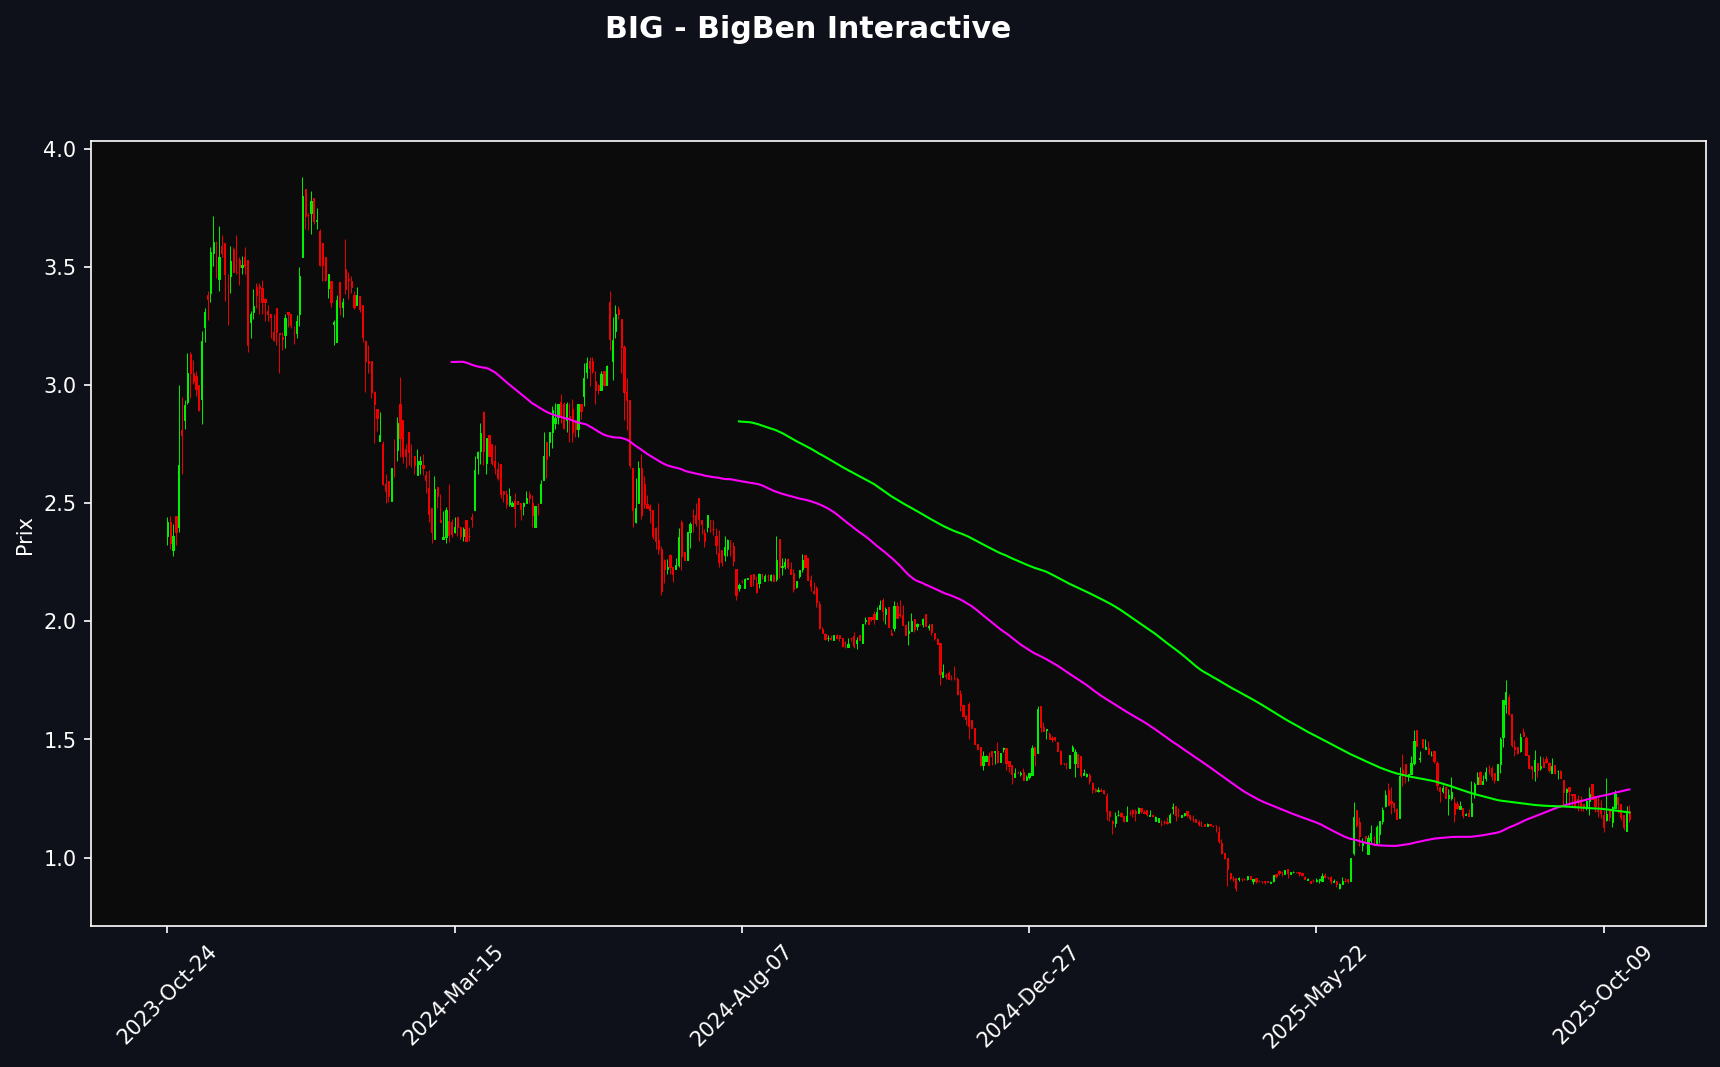 BIG - BigBen Interactive
4.0
3.5
3.0
2.5
2.0
1.5
1.0
Prix
2023-Oct-24
2024-Mar-15
2024-Aug-07
2024-Dec-27
2025-May-22
2025-Oct-09